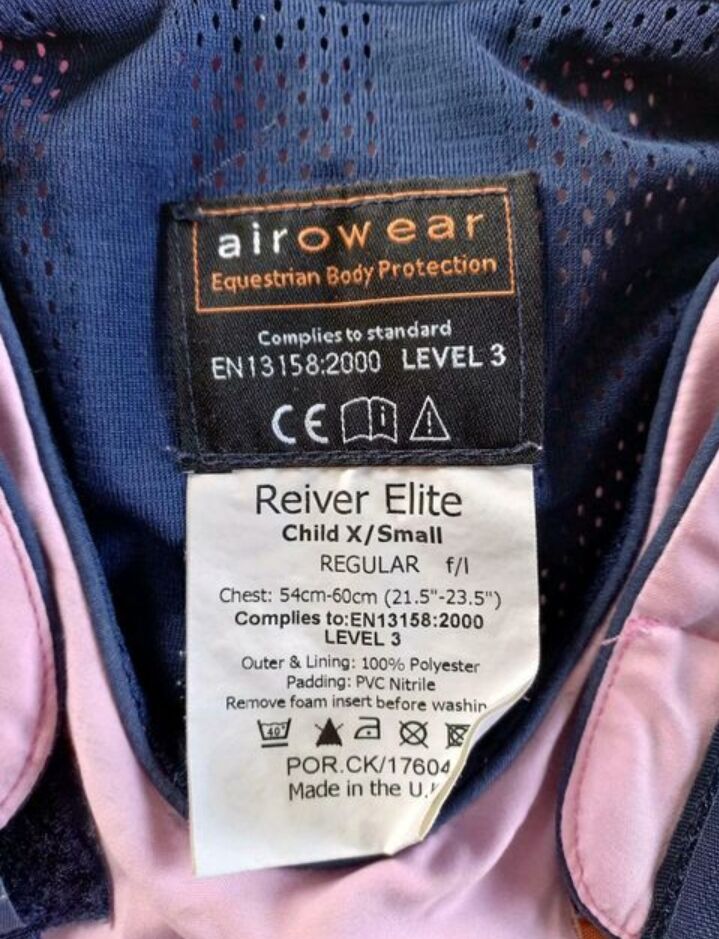 airowear
Equestrian Body Protection
Complies to standard
EN13158:2000 LEVEL 3
CE
Reiver Elite
Child X/Small
REGULAR f/l
Chest: 54cm-60cm (21.5"-23.5")
Complies to:EN13158:2000
LEVEL 3
Outer & Lining: 100% Polyester
Padding: PVC Nitrile
Remove foam insert before washin
40°
POR.CK/17604
Made in the U.